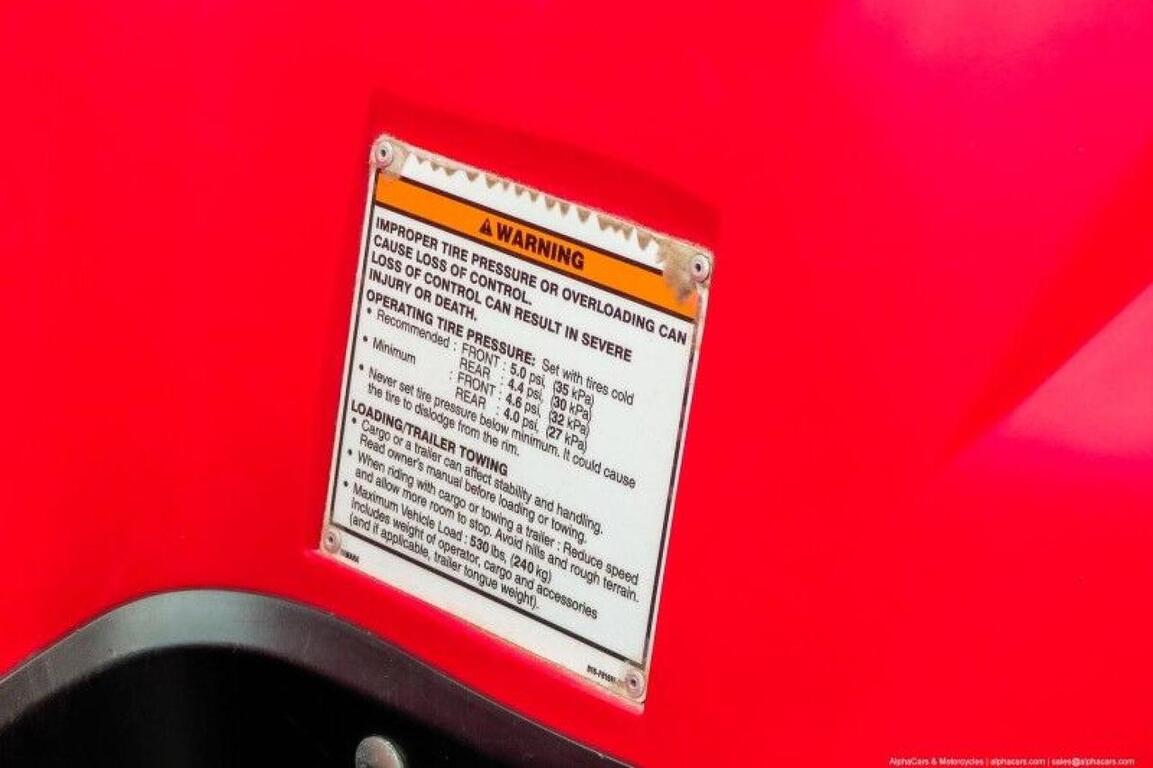 ⚠ WARNING
IMPROPER TIRE PRESSURE OR OVERLOADING CAN
CAUSE LOSS OF CONTROL.
LOSS OF CONTROL CAN RESULT IN SEVERE
INJURY OR DEATH.
OPERATING TIRE PRESSURE: Set with tires cold
• Recommended : FRONT : 5.0 psi, (35 kPa)
REAR : 4.4 psi, (30 kPa)
• Minimum : FRONT : 4.6 psi, (32 kPa)
REAR : 4.0 psi, (27 kPa)
• Never set tire pressure below minimum. It could cause
the tire to dislodge from the rim.
LOADING/TRAILER TOWING
• Cargo or a trailer can affect stability and handling.
Read owner's manual before loading or towing.
• When riding with cargo or towing a trailer : Reduce speed
and allow more room to stop. Avoid hills and rough terrain.
• Maximum Vehicle Load : 530 lbs, (240 kg)
Includes weight of operator, cargo and accessories
(and if applicable, trailer tongue weight).
AlphaCars & Motorcycles | alphacars.com | sales@alphacars.com